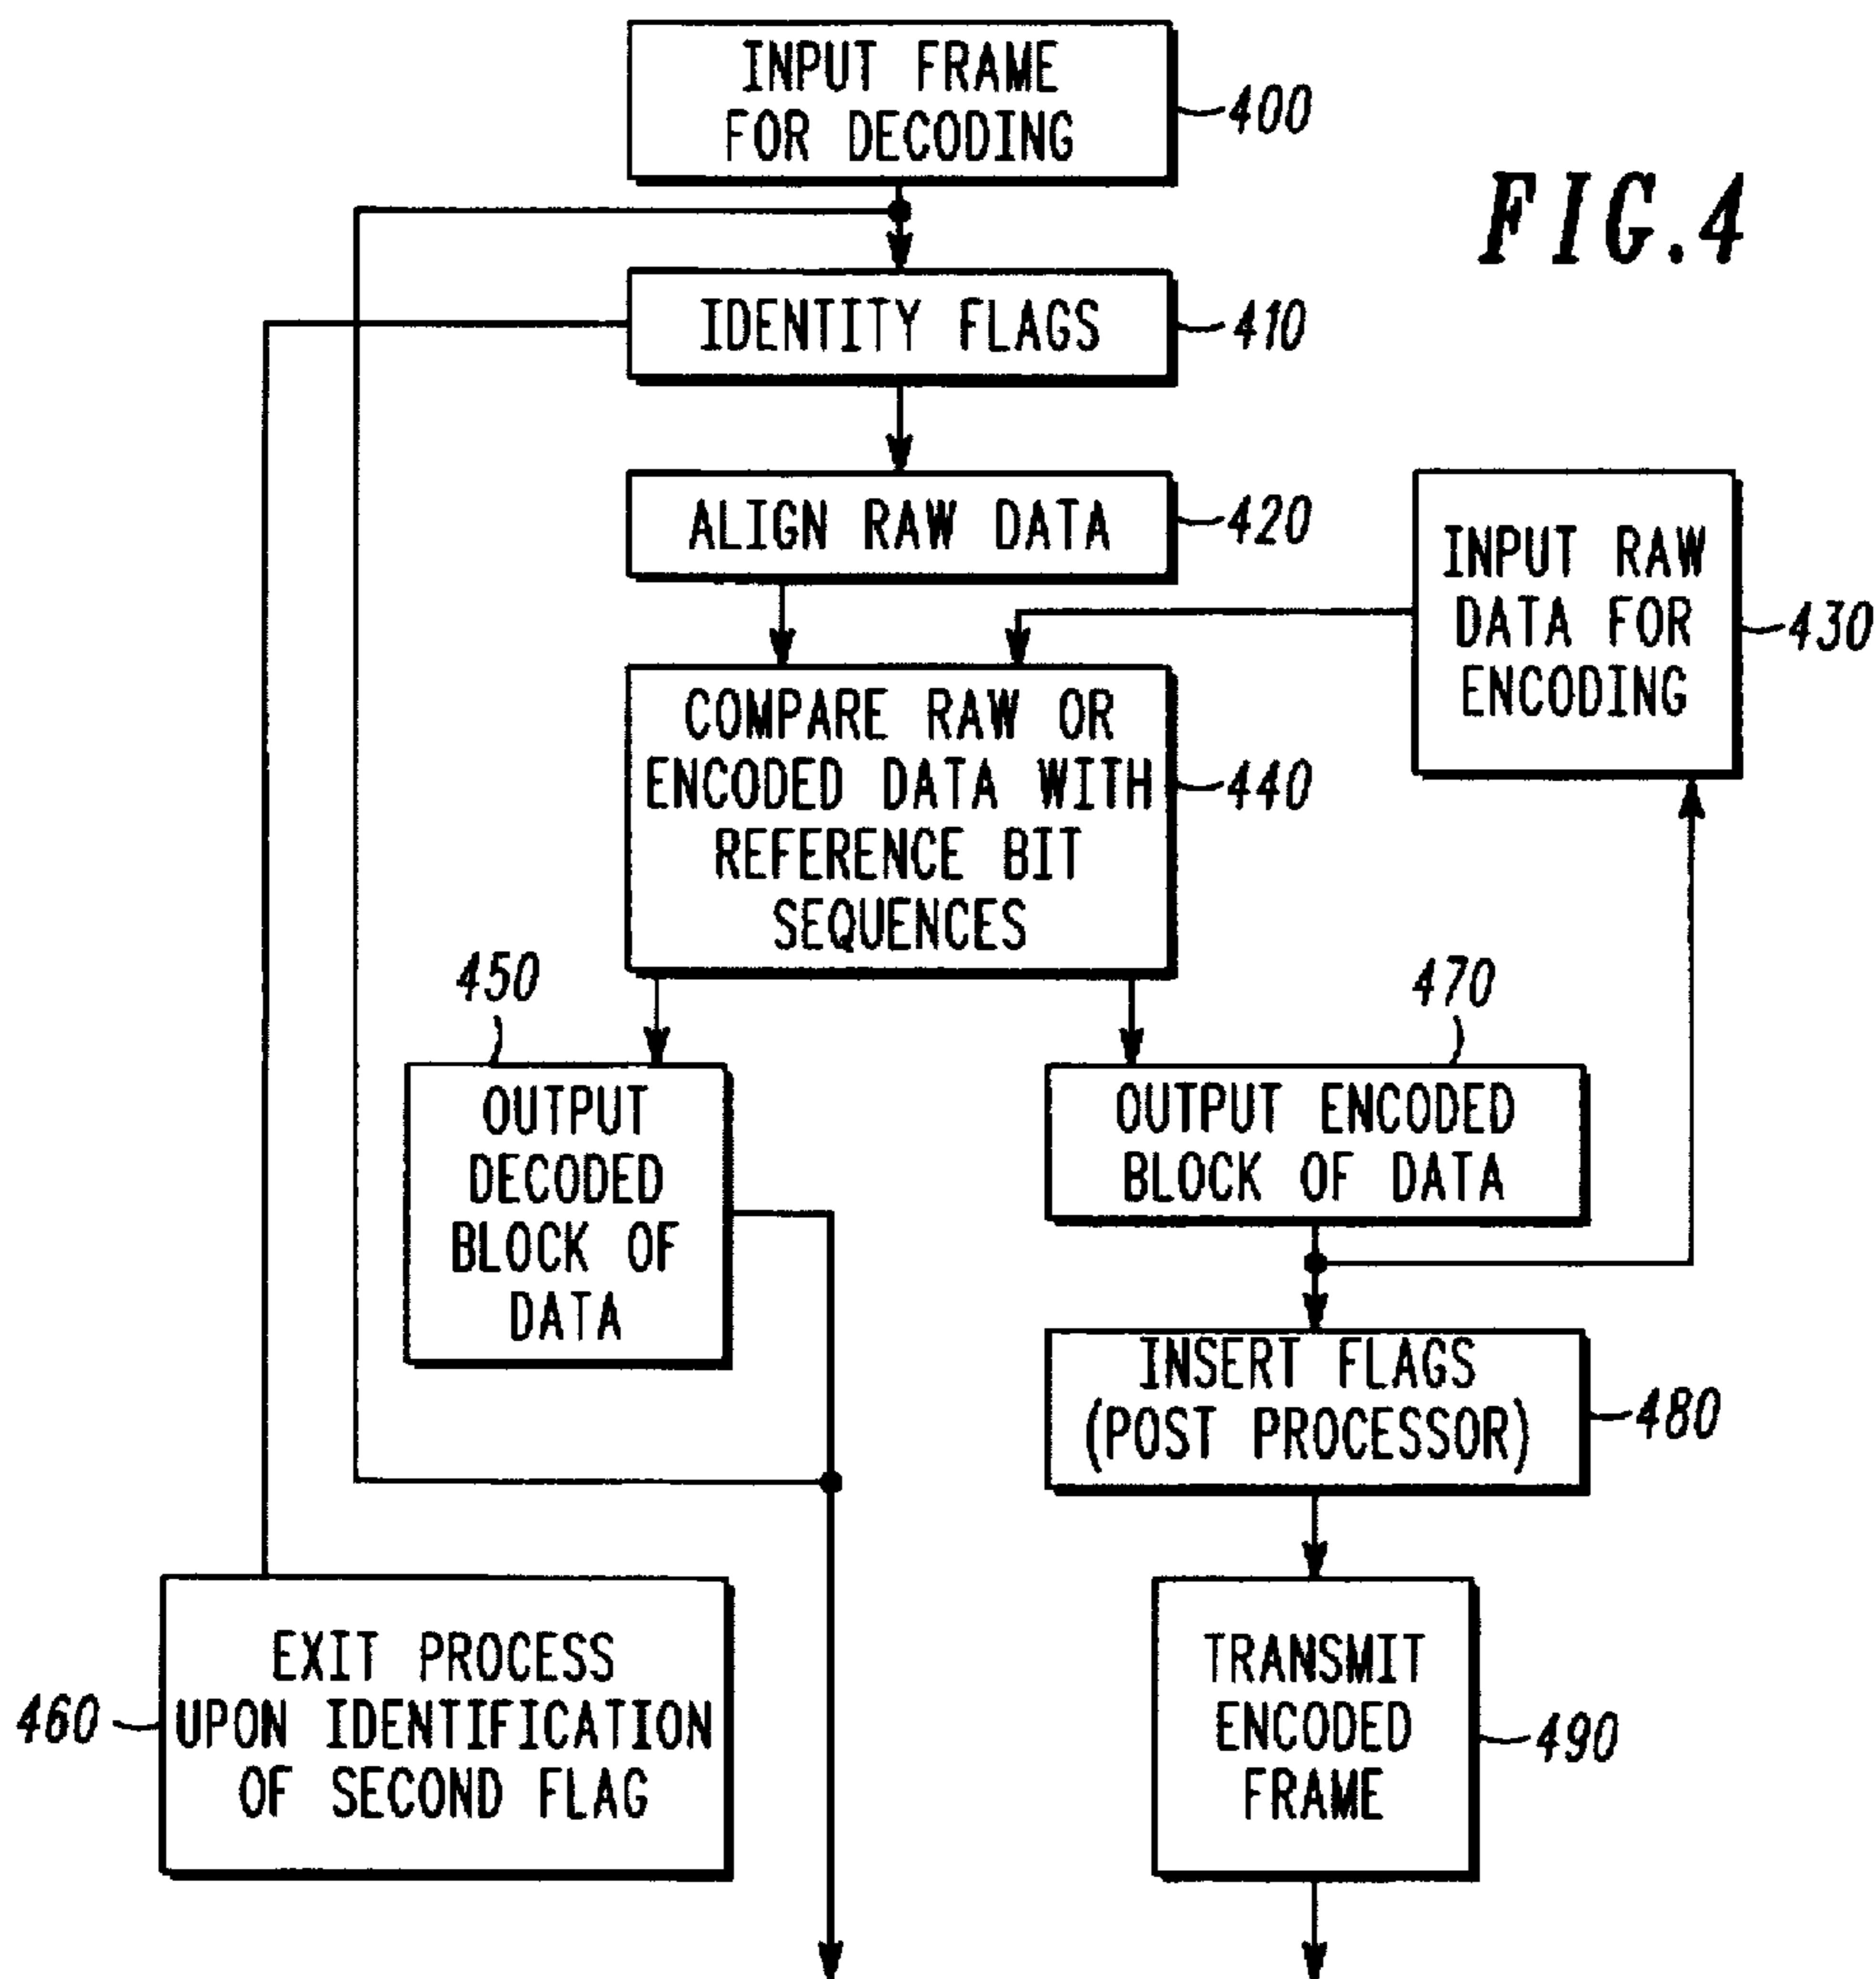 INPUT FRAME
FOR DECODING
400
FIG.4
IDENTITY FLAGS
410
ALIGN RAW DATA
420
INPUT RAW
DATA FOR
ENCODING
430
COMPARE RAW OR
ENCODED DATA WITH
REFERENCE BIT
SEQUENCES
440
450
OUTPUT
DECODED
BLOCK OF
DATA
470
OUTPUT ENCODED
BLOCK OF DATA
INSERT FLAGS
(POST PROCESSOR)
480
460
EXIT PROCESS
UPON IDENTIFICATION
OF SECOND FLAG
TRANSMIT
ENCODED
FRAME
490